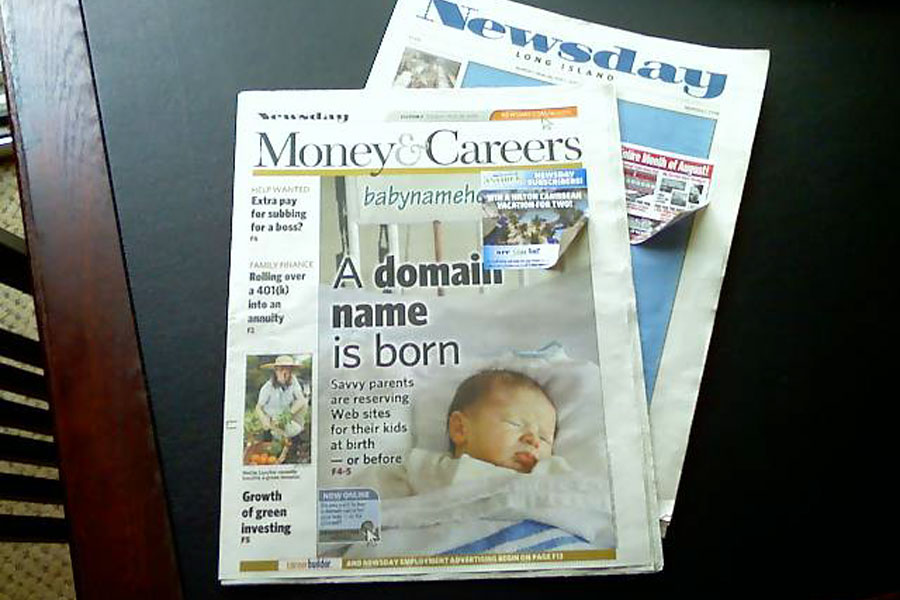 Newsday
LONG ISLAND
Entire Month of August!
Newsday
Money&Careers
HELP WANTED
Extra pay
for subbing
for a boss?
F6
FAMILY FINANCE
Rolling over
a 401(k)
into an
annuity
F2
Growth
of green
investing
F5
babynameho
NEWSDAY
SUBSCRIBERS!
WIN A HILTON CARIBBEAN
VACATION FOR TWO!
A domain
name
is born
Savvy parents
are reserving
Web sites
for their kids
at birth
— or before
F4-5
NOW ONLINE
careerbuilder
AND NEWSDAY EMPLOYMENT ADVERTISING BEGIN ON PAGE F13